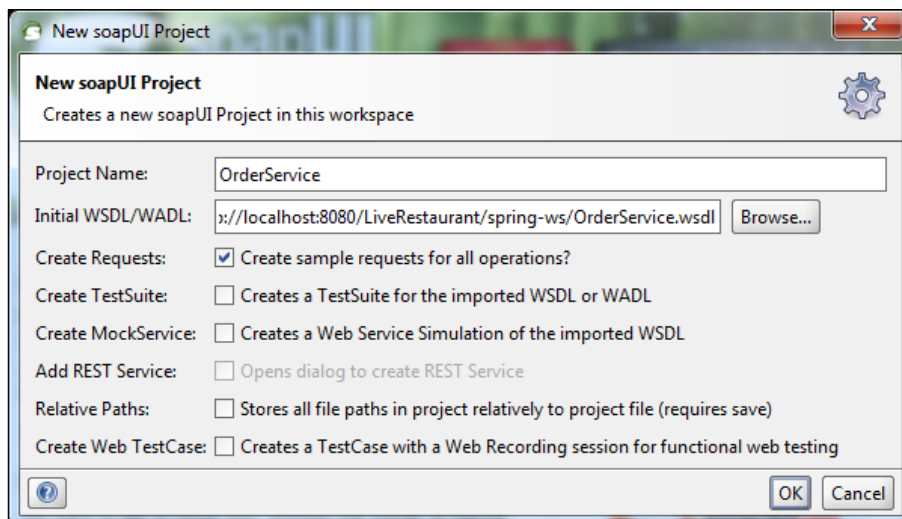 New soapUI Project
New soapUI Project
Creates a new soapUI Project in this workspace
Project Name: OrderService
Initial WSDL/WADL: ://localhost:8080/LiveRestaurant/spring-ws/OrderService.wsdl Browse...
Create Requests: Create sample requests for all operations?
Create TestSuite: Creates a TestSuite for the imported WSDL or WADL
Create MockService: Creates a Web Service Simulation of the imported WSDL
Add REST Service: Opens dialog to create REST Service
Relative Paths: Stores all file paths in project relatively to project file (requires save)
Create Web TestCase: Creates a TestCase with a Web Recording session for functional web testing
OK Cancel